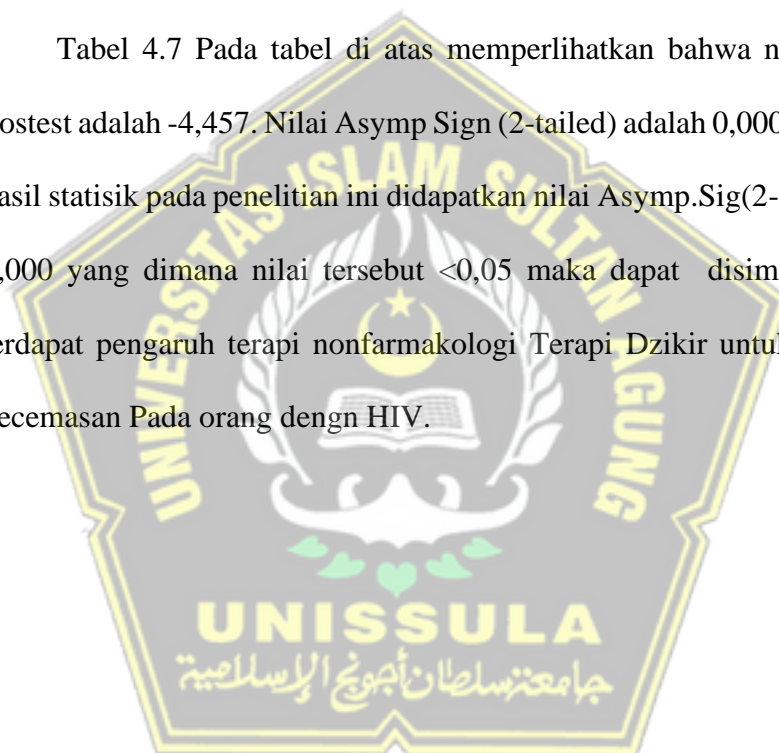 Tabel 4.7 Pada tabel di atas memperlihatkan bahwa n
ostest adalah -4,457. Nilai Asymp Sign (2-tailed) adalah 0,000
asil statisik pada penelitian ini didapatkan nilai Asymp.Sig(2-
,000 yang dimana nilai tersebut <0,05 maka dapat disim
erdapat pengaruh terapi nonfarmakologi Terapi Dzikir untuk
ecemasan Pada orang dengn HIV.
UNIVERSITAS ISLAM SULTAN AGUNG
UNISSULA
جامعتنسلطان أجونج الإسلامية